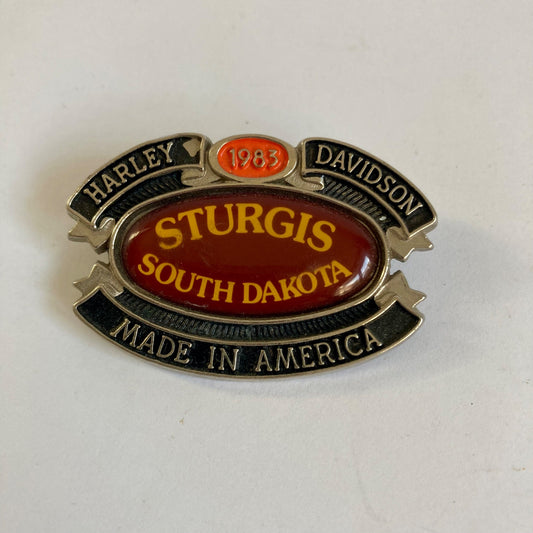 HARLEY DAVIDSON
1983
STURGIS
SOUTH DAKOTA
MADE IN AMERICA